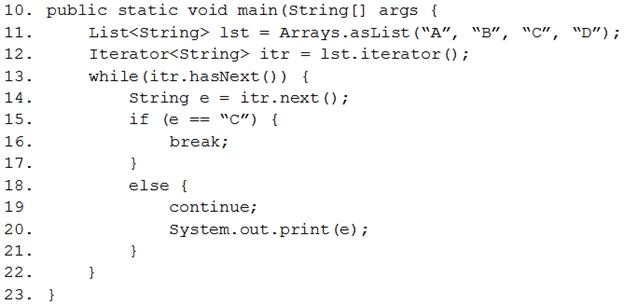 10. public static void main(String[] args {
11.     List<String> lst = Arrays.asList(“A”, “B”, “C”, “D”);
12.     Iterator<String> itr = lst.iterator();
13.     while(itr.hasNext()) {
14.         String e = itr.next();
15.         if (e == “C”) {
16.             break;
17.         }
18.         else {
19              continue;
20.             System.out.print(e);
21.         }
22.     }
23. }